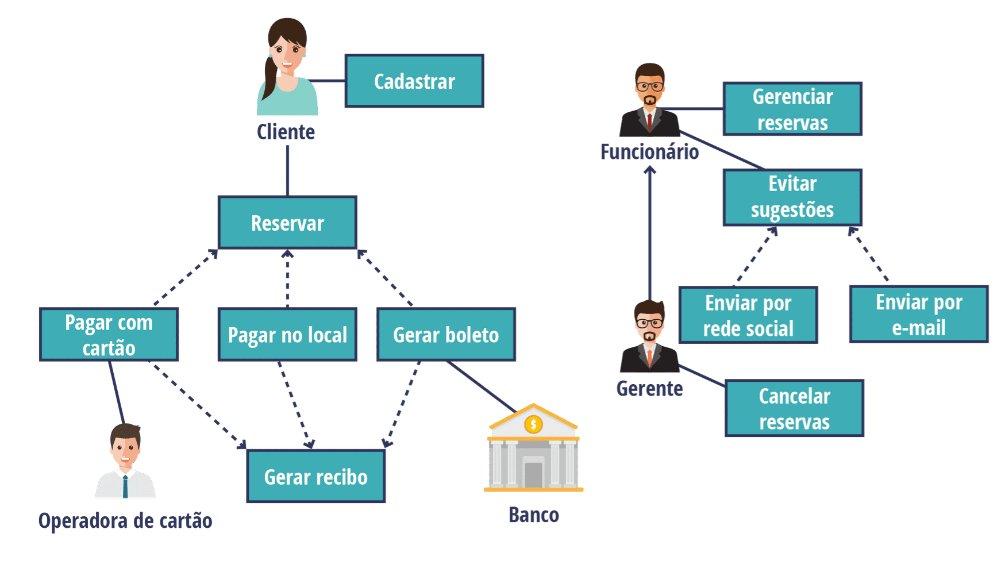 Cadastrar
Cliente
Reservar
Pagar com
cartão
Pagar no local
Gerar boleto
Operadora de cartão
Gerar recibo
$
Banco
Funcionário
Gerenciar
reservas
Evitar
sugestões
Enviar por
rede social
Enviar por
e-mail
Gerente
Cancelar
reservas